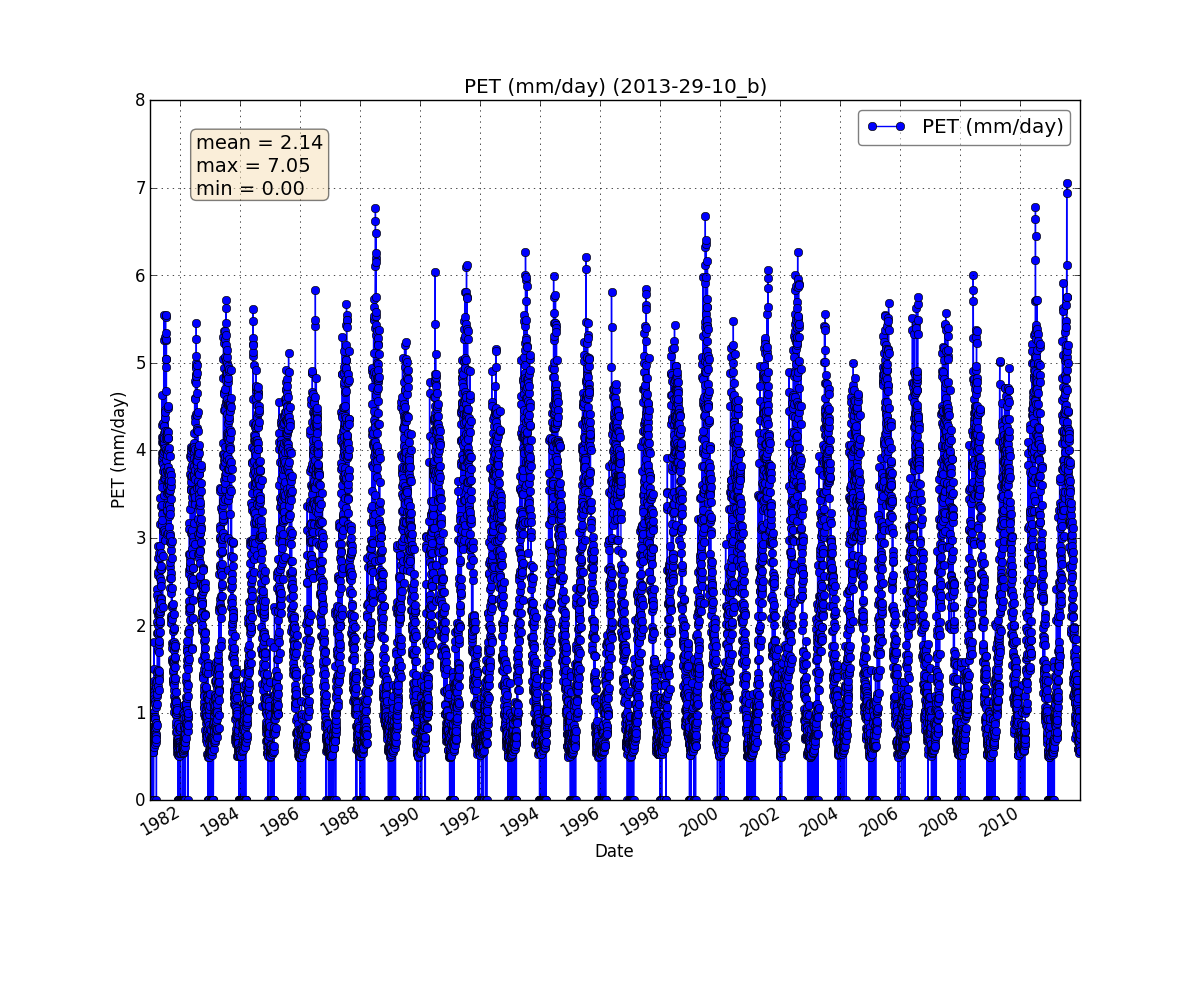 PET (mm/day) (2013-29-10_b)
8
7
6
5
4
3
2
1
0
PET (mm/day)
mean = 2.14
max = 7.05
min = 0.00
PET (mm/day)
1982 1984 1986 1988 1990 1992 1994 1996 1998 2000 2002 2004 2006 2008 2010
Date